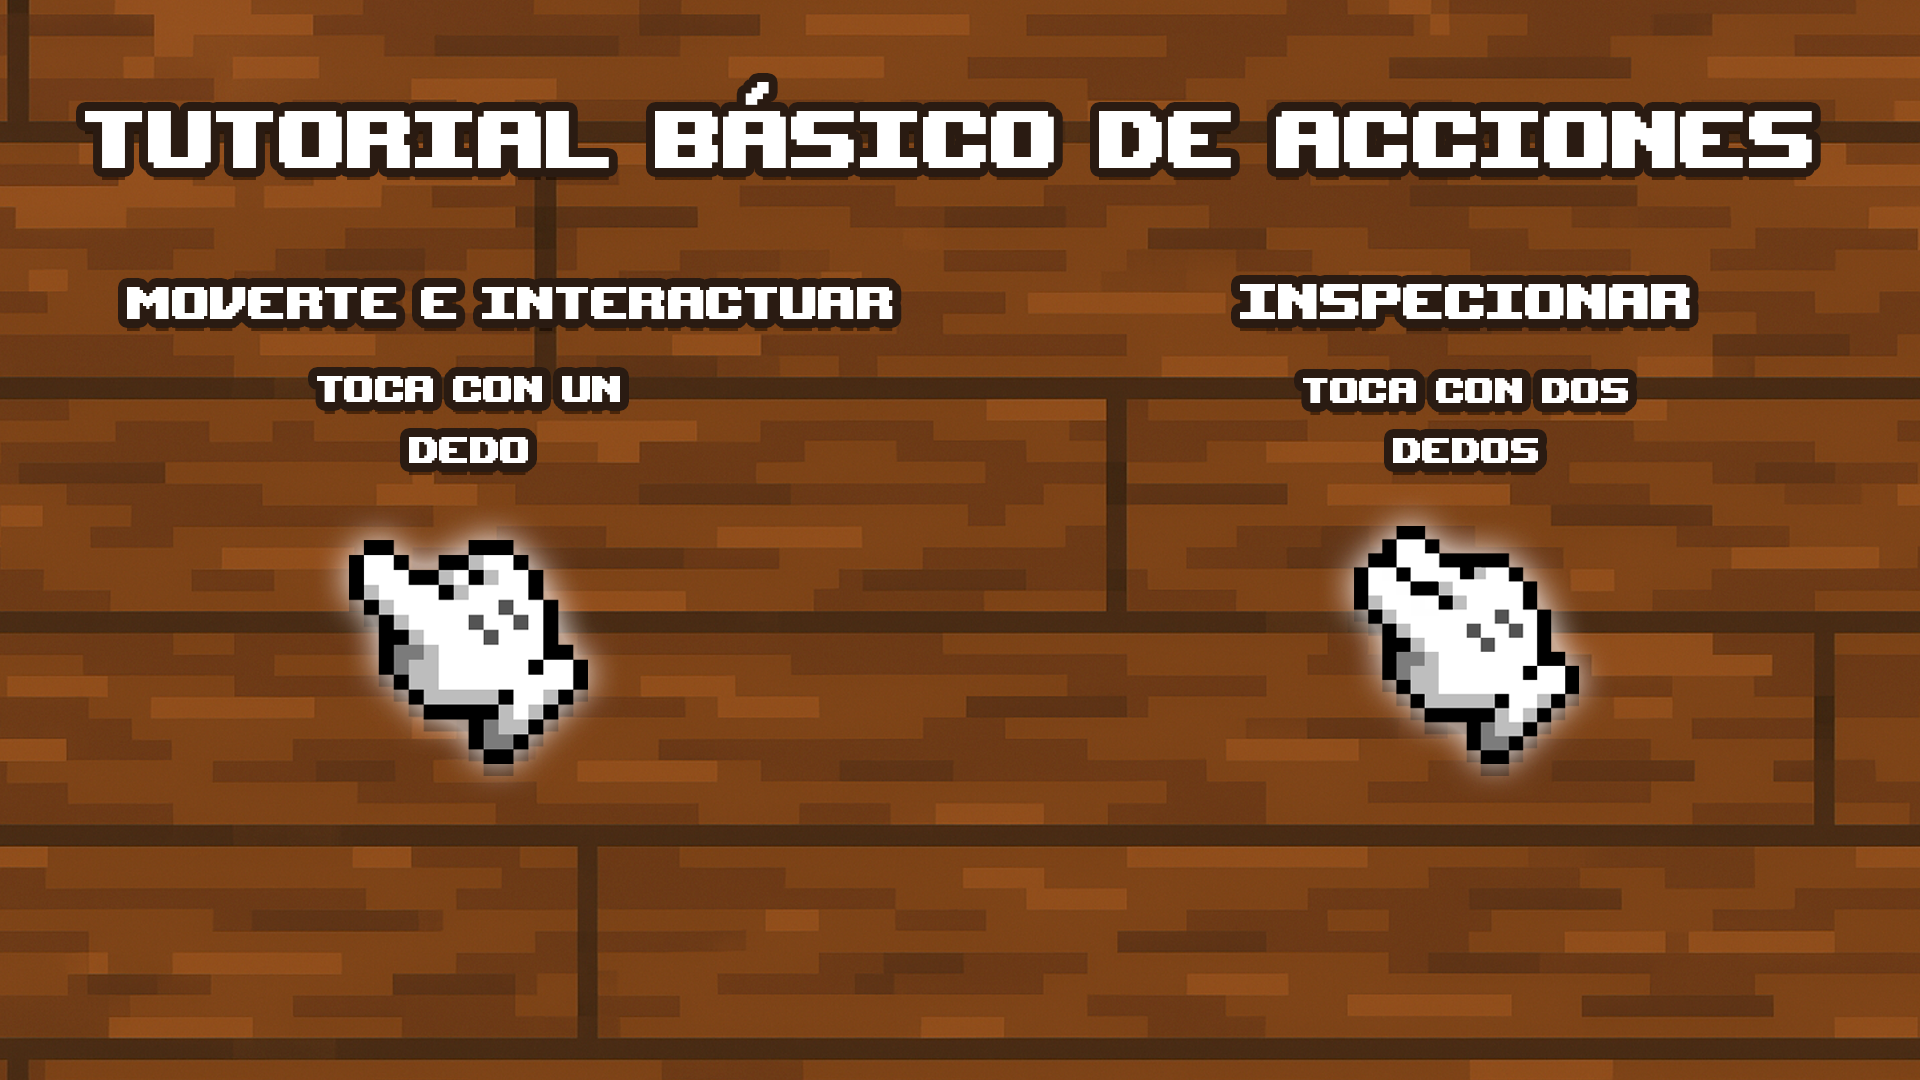 TUTORIAL BÁSICO DE ACCIONES
MOVERTE E INTERACTUAR
TOCA CON UN
DEDO
INSPECIONAR
TOCA CON DOS
DEDOS